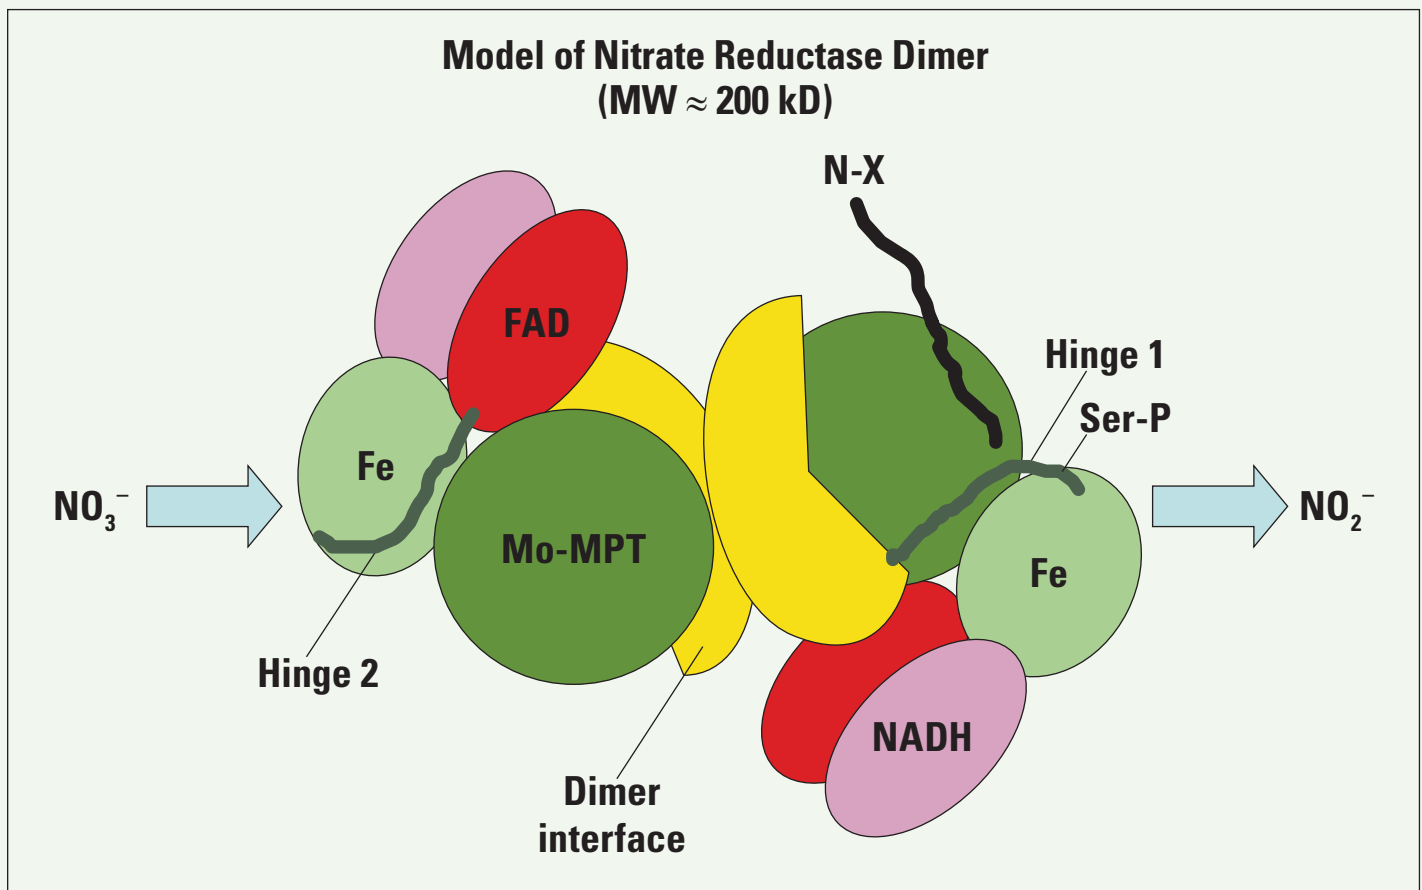 Model of Nitrate Reductase Dimer
(MW ≈ 200 kD)
N-X
FAD
Hinge 1
Ser-P
Fe
NO₃⁻
NO₂⁻
Mo-MPT
Fe
Hinge 2
NADH
Dimer
interface